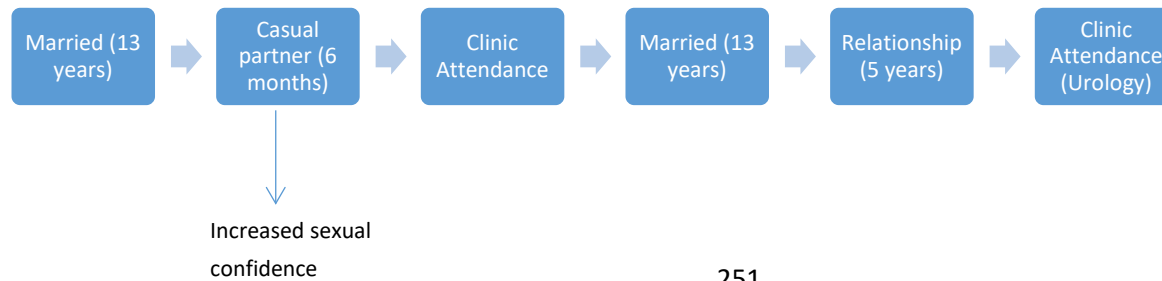 Married (13
years)
Casual
partner (6
months)
Clinic
Attendance
Married (13
years)
Relationship
(5 years)
Clinic
Attendance
(Urology)
Increased sexual
confidence
251